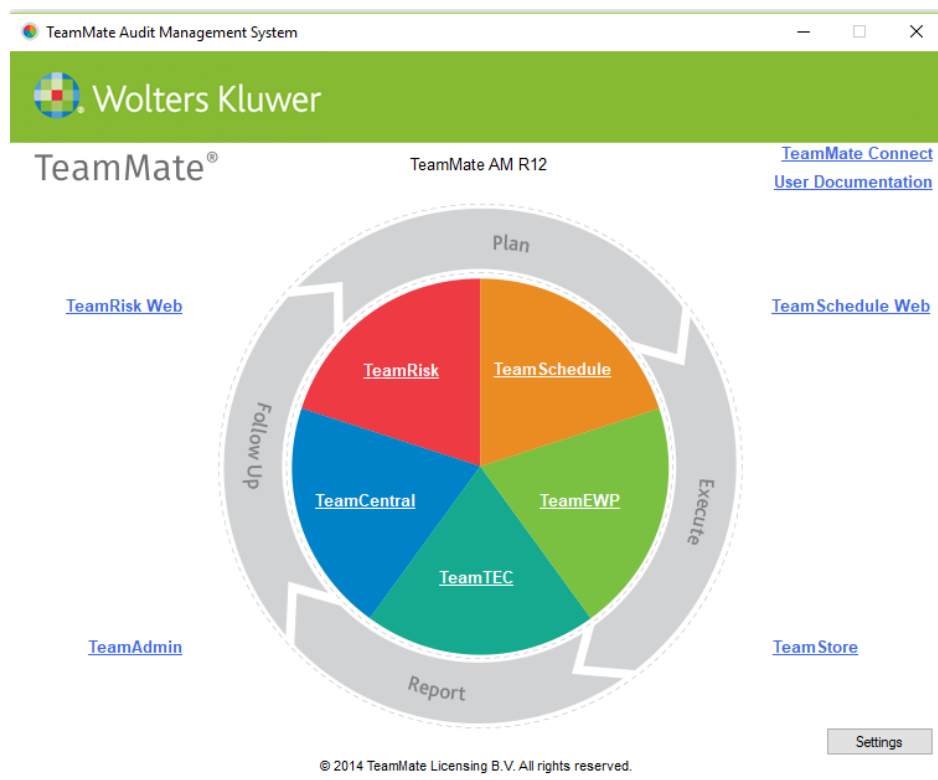 TeamMate Audit Management System
Wolters Kluwer
TeamMate®
TeamMate AM R12
TeamMate Connect
User Documentation
Plan
TeamRisk Web
TeamSchedule Web
TeamRisk
TeamSchedule
Follow Up
TeamCentral
TeamEWP
Execute
TeamTEC
TeamAdmin
TeamStore
Report
Settings
© 2014 TeamMate Licensing B.V. All rights reserved.